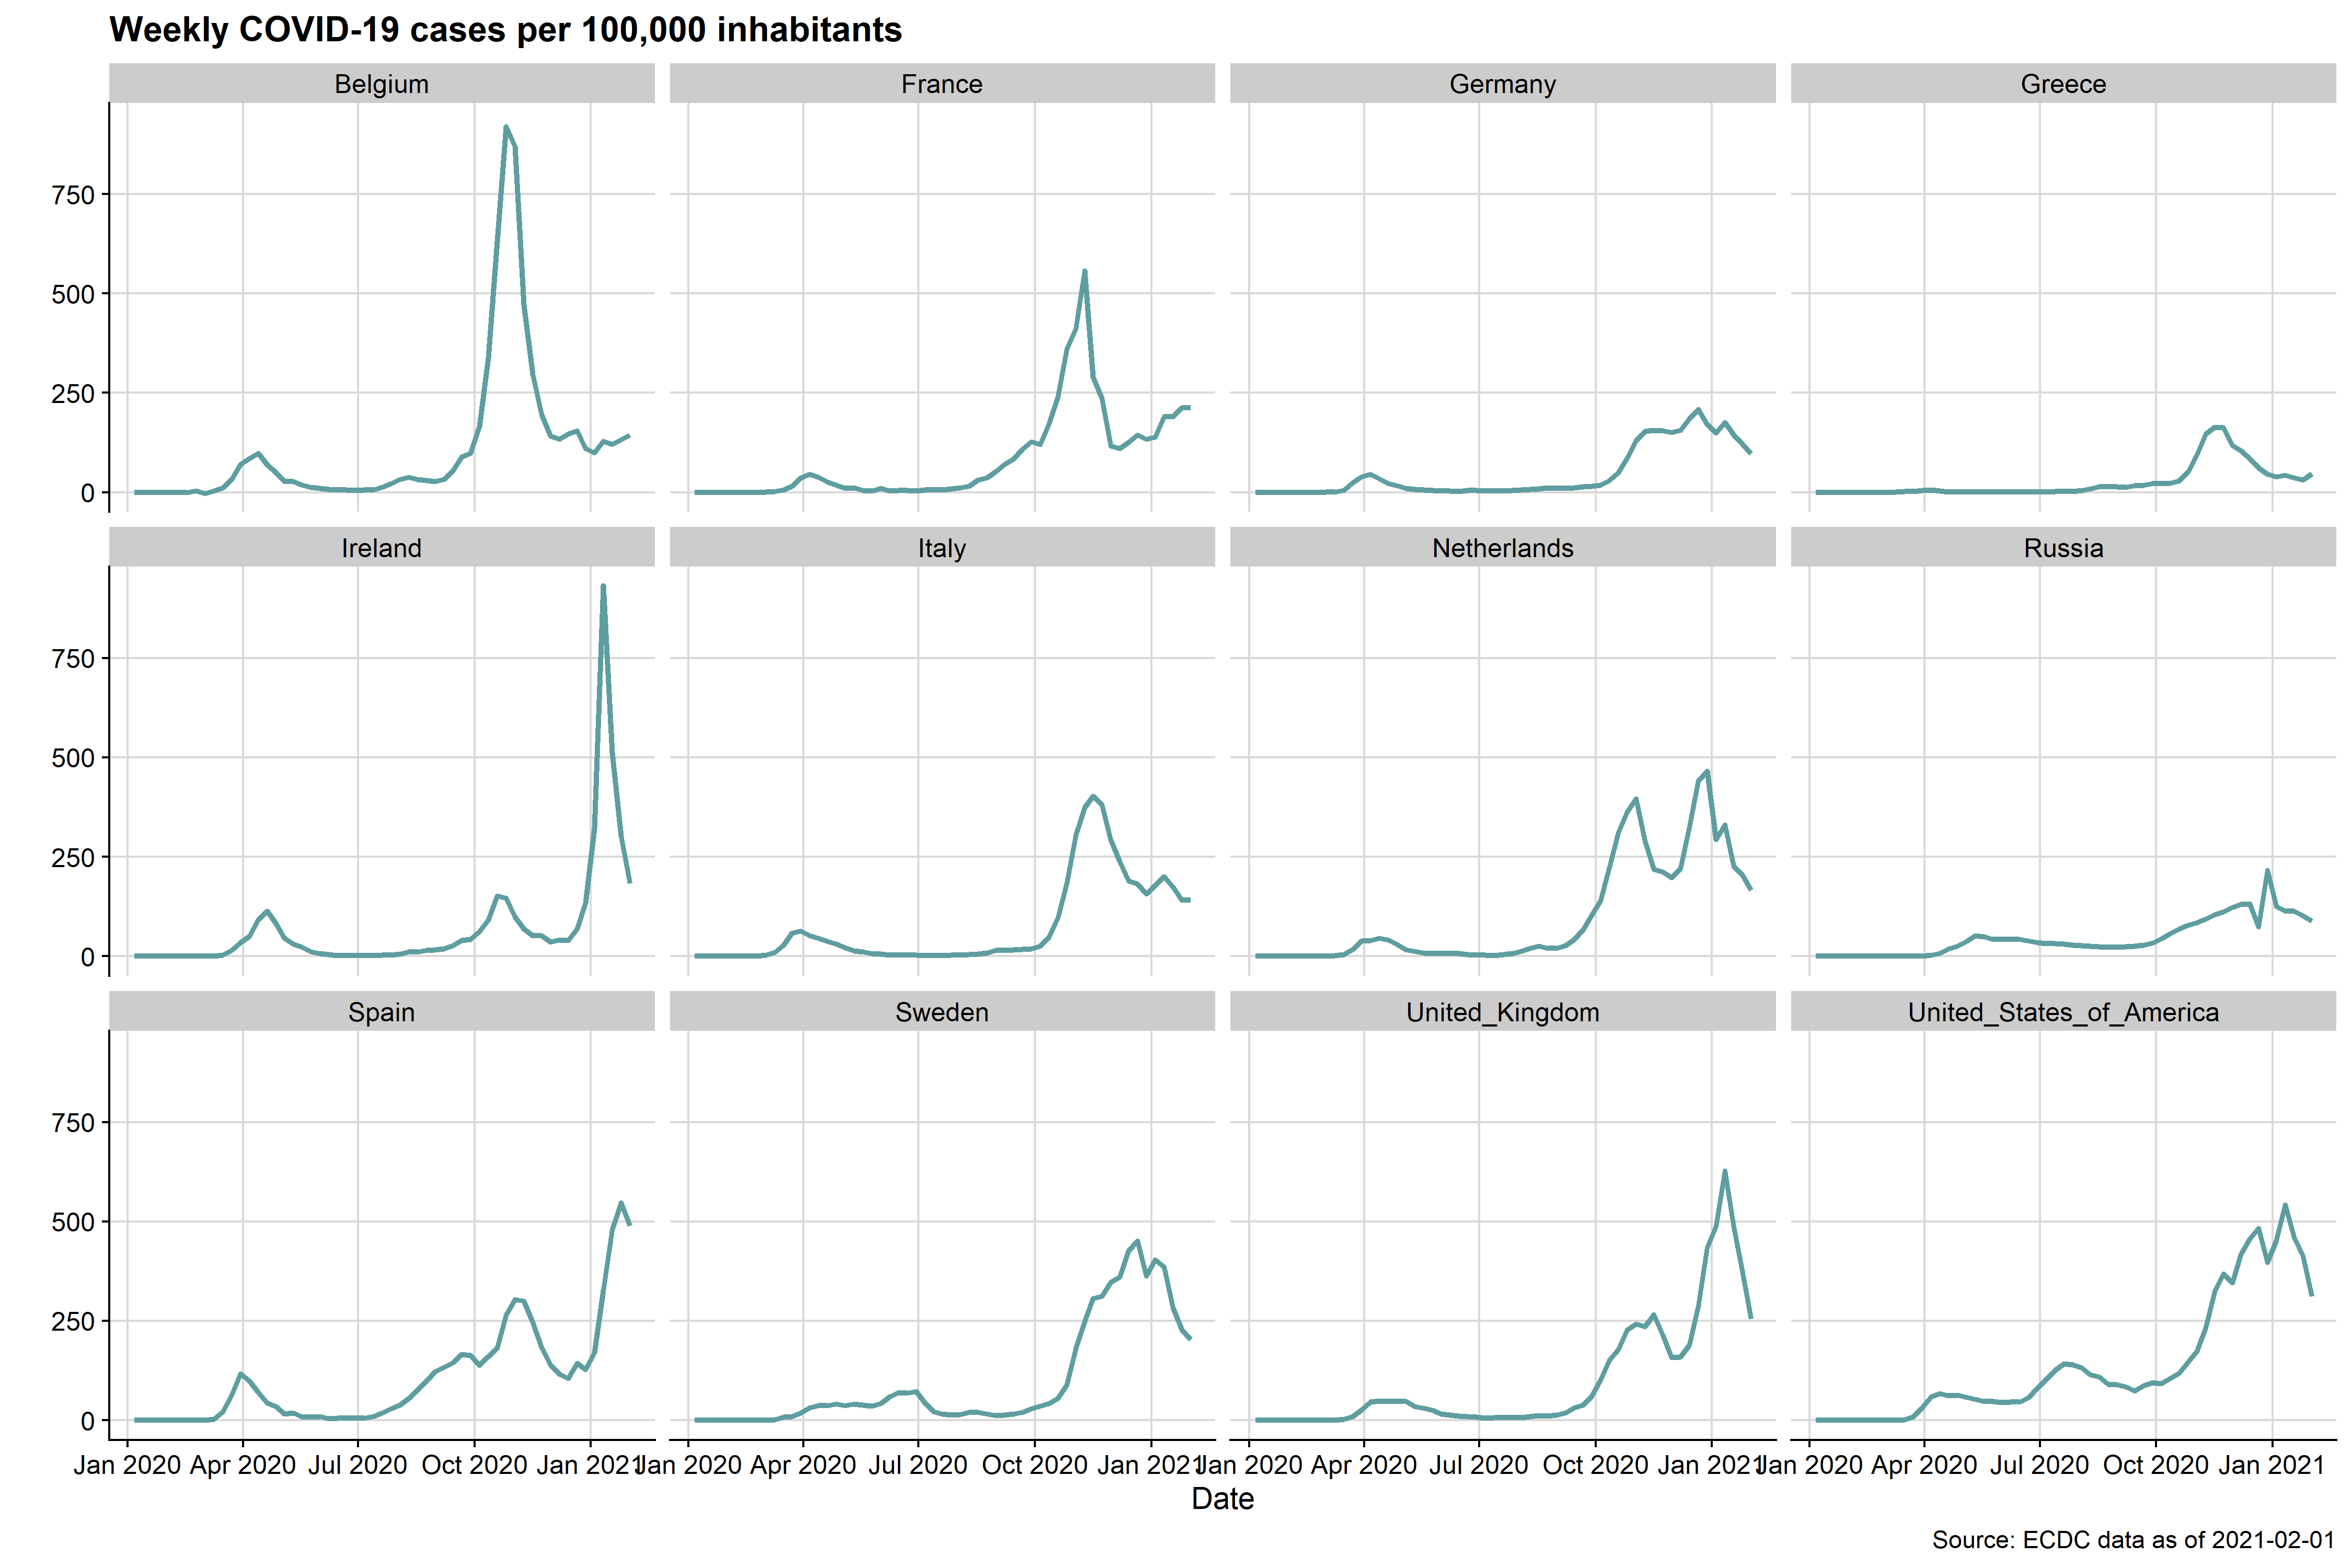 Weekly COVID-19 cases per 100,000 inhabitants
Belgium France Germany Greece
750
500
250
0
Ireland Italy Netherlands Russia
750
500
250
0
Spain Sweden United_Kingdom United_States_of_America
750
500
250
0
Jan 2020 Apr 2020 Jul 2020 Oct 2020 Jan 2021 Jan 2020 Apr 2020 Jul 2020 Oct 2020 Jan 2021 Jan 2020 Apr 2020 Jul 2020 Oct 2020 Jan 2021 Jan 2020 Apr 2020 Jul 2020 Oct 2020 Jan 2021
Date
Source: ECDC data as of 2021-02-01